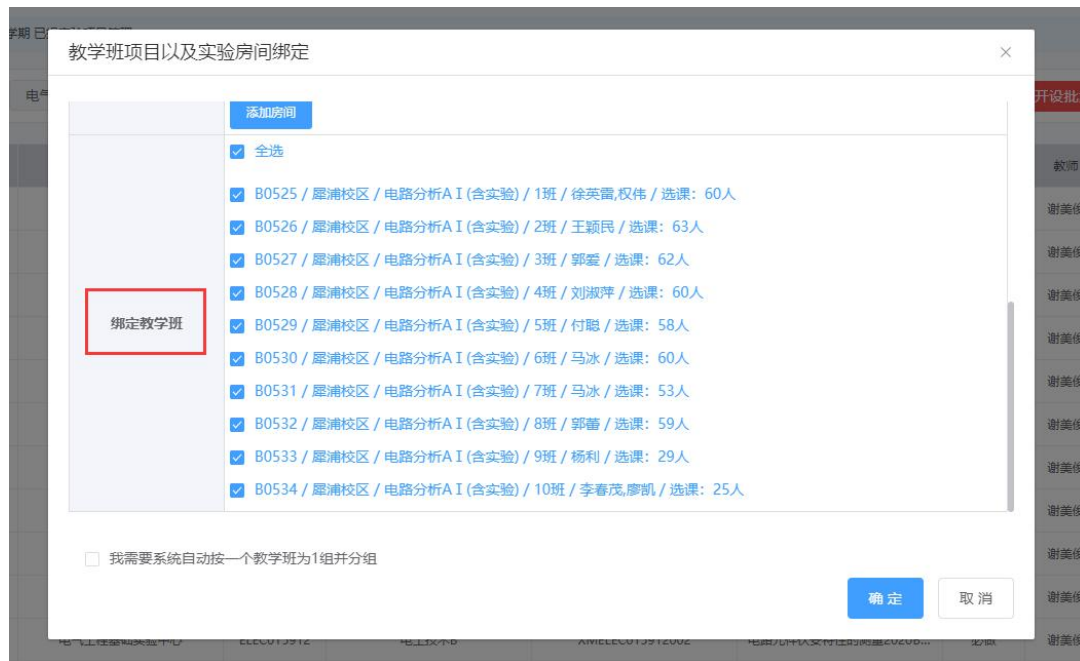 教学班项目以及实验房间绑定
电气
开设批
添加房间
教师
全选
B0525 / 犀浦校区 / 电路分析A I (含实验) / 1班 / 徐英雷,权伟 / 选课：60人
B0526 / 犀浦校区 / 电路分析A I (含实验) / 2班 / 王颖民 / 选课：63人
B0527 / 犀浦校区 / 电路分析A I (含实验) / 3班 / 郭爱 / 选课：62人
B0528 / 犀浦校区 / 电路分析A I (含实验) / 4班 / 刘淑萍 / 选课：60人
绑定教学班
B0529 / 犀浦校区 / 电路分析A I (含实验) / 5班 / 付聪 / 选课：58人
B0530 / 犀浦校区 / 电路分析A I (含实验) / 6班 / 马冰 / 选课：60人
B0531 / 犀浦校区 / 电路分析A I (含实验) / 7班 / 马冰 / 选课：53人
B0532 / 犀浦校区 / 电路分析A I (含实验) / 8班 / 郭蕾 / 选课：59人
B0533 / 犀浦校区 / 电路分析A I (含实验) / 9班 / 杨利 / 选课：29人
B0534 / 犀浦校区 / 电路分析A I (含实验) / 10班 / 李春茂,廖凯 / 选课：25人
我需要系统自动按一个教学班为1组并分组
确 定
取 消